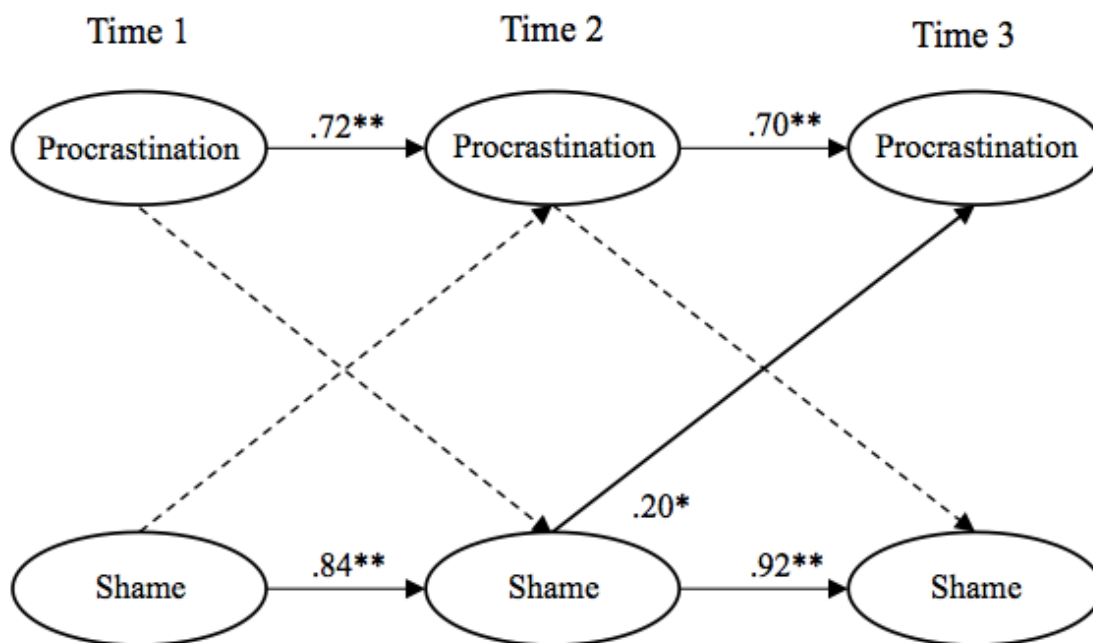 Time 1
Time 2
Time 3
Procrastination
.72**
Procrastination
.70**
Procrastination
.20*
Shame
.84**
Shame
.92**
Shame